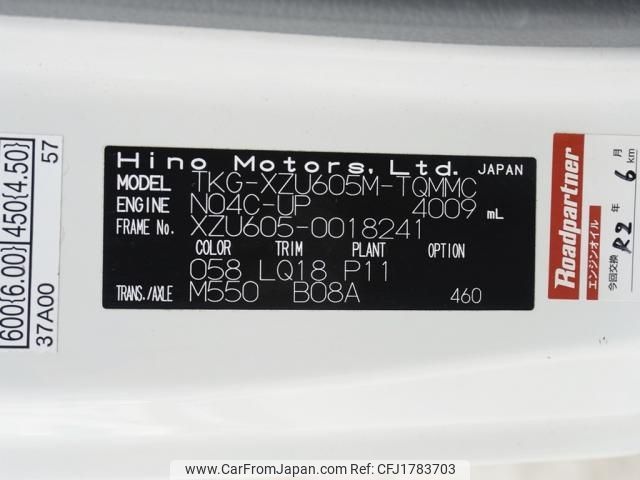 Hino Motors, Ltd. JAPAN
MODEL TKG-XZU605M-TQMMC
ENGINE N04C-UP 4009 mL
FRAME No. XZU605-0018241
COLOR TRIM PLANT OPTION
058 LQ18 P11
TRANS./AXLE M550 B08A 460
600{6.00} 450{4.50}
37A00 57
Roadpartner
エンジンオイル
今回交換 R2 年 6 月
km
www.CarFromJapan.com | Ref No. CFJ1783703